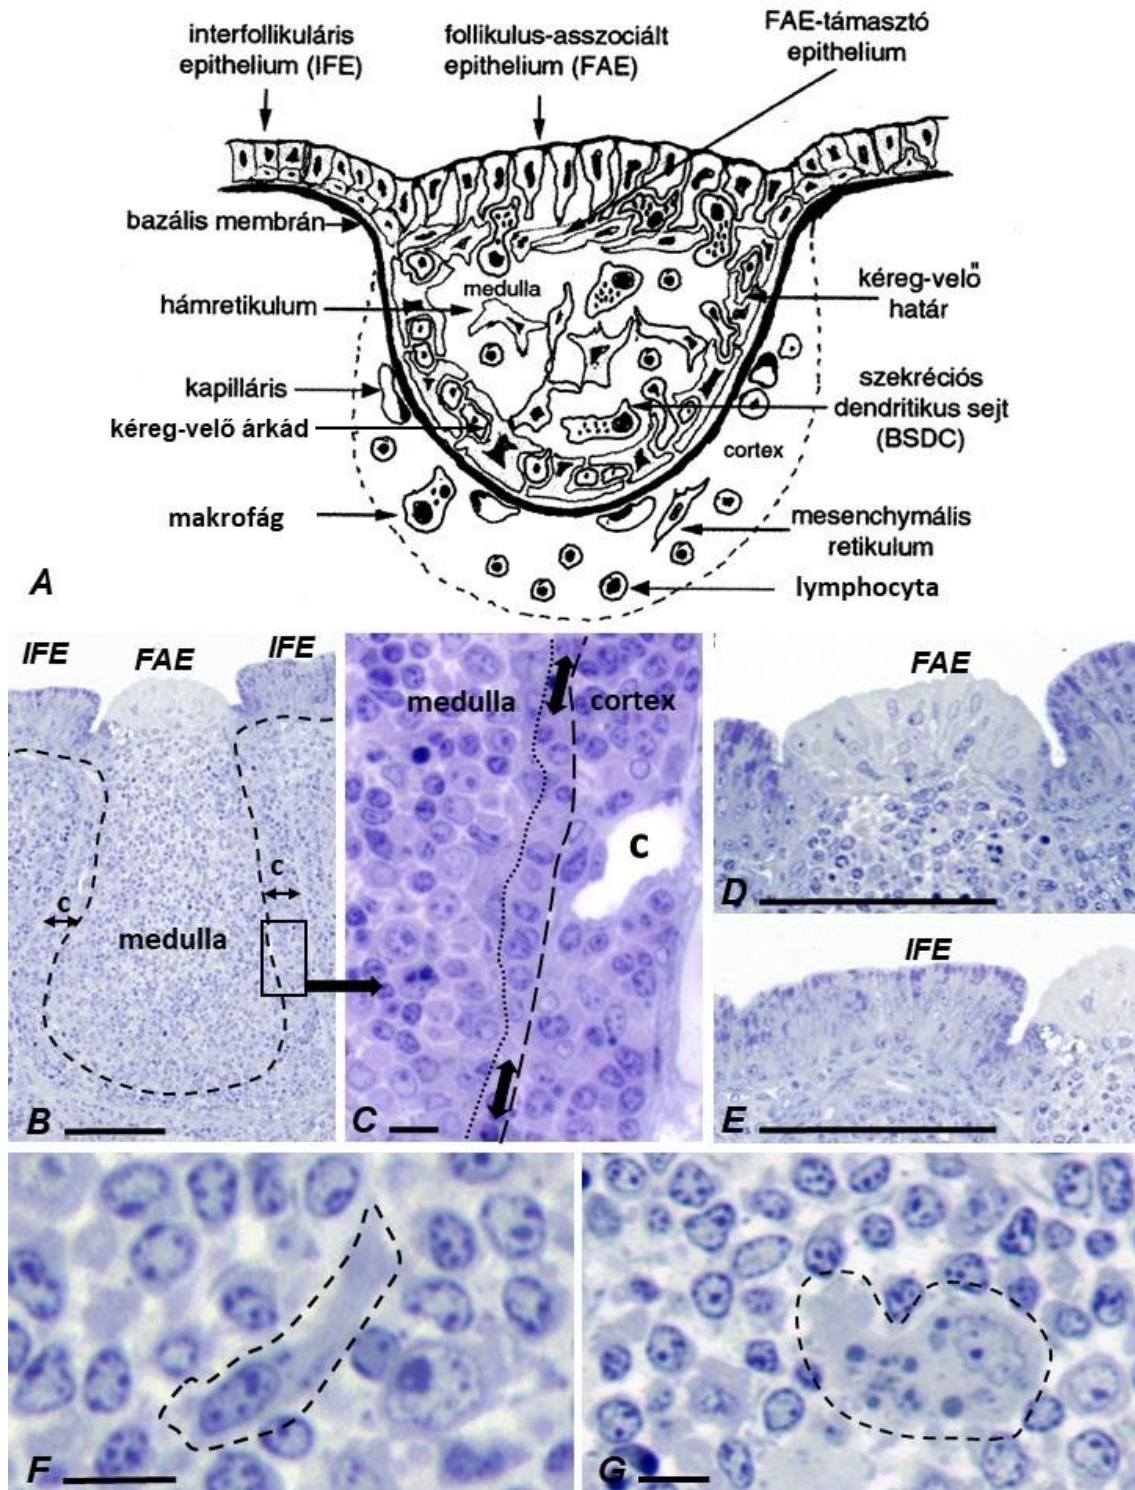 interfollikuláris
epithelium (IFE)
follikulus-asszociált
epithelium (FAE)
FAE-támasztó
epithelium
bazális membrán
hámretikulum
medulla
kéreg-velő
határ
kapilláris
szekréciós
dendritikus sejt
(BSDC)
kéreg-velő árkád
cortex
makrofág
mesenchymális
retikulum
lymphocyta
A
IFE
FAE
IFE
c
c
medulla
B
medulla
cortex
c
C
FAE
D
IFE
E
F
G